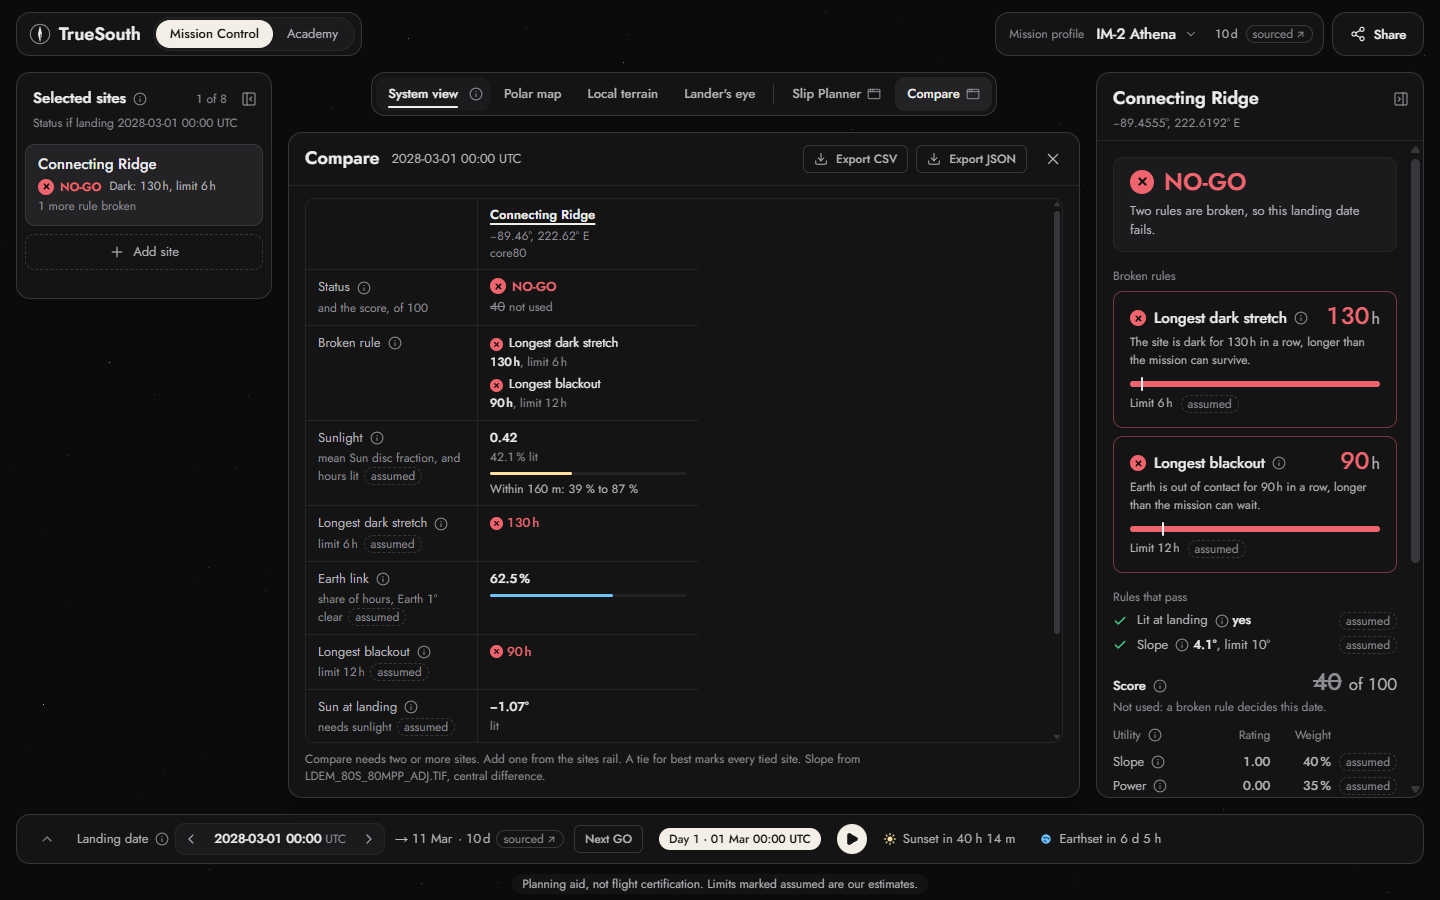 TrueSouth
Mission Control
Academy
Mission profile IM-2 Athena 10 d sourced ↗
Share
Selected sites 1 of 8
Status if landing 2028-03-01 00:00 UTC
Connecting Ridge
NO-GO Dark: 130 h, limit 6 h
1 more rule broken
+ Add site
System view
Polar map
Local terrain
Lander's eye
Slip Planner
Compare
Compare 2028-03-01 00:00 UTC
Export CSV
Export JSON
Connecting Ridge
−89.46°, 222.62° E
core80
Status
and the score, of 100
NO-GO
40 not used
Broken rule
Longest dark stretch
130 h, limit 6 h
Longest blackout
90 h, limit 12 h
Sunlight
mean Sun disc fraction, and
hours lit assumed
0.42
42.1 % lit
Within 160 m: 39 % to 87 %
Longest dark stretch
limit 6 h assumed
130 h
Earth link
share of hours, Earth 1°
clear assumed
62.5 %
Longest blackout
limit 12 h assumed
90 h
Sun at landing
needs sunlight assumed
−1.07°
lit
Compare needs two or more sites. Add one from the sites rail. A tie for best marks every tied site. Slope from
LDEM_80S_80MPP_ADJ.TIF, central difference.
Connecting Ridge
−89.4555°, 222.6192° E
NO-GO
Two rules are broken, so this landing date
fails.
Broken rules
Longest dark stretch 130 h
The site is dark for 130 h in a row, longer than
the mission can survive.
Limit 6 h assumed
Longest blackout 90 h
Earth is out of contact for 90 h in a row, longer
than the mission can wait.
Limit 12 h assumed
Rules that pass
Lit at landing yes assumed
Slope 4.1°, limit 10° assumed
Score 40 of 100
Not used: a broken rule decides this date.
Utility Rating Weight
Slope 1.00 40 % assumed
Power 0.00 35 % assumed
Landing date
2028-03-01 00:00 UTC
→ 11 Mar · 10 d sourced ↗
Next GO
Day 1 · 01 Mar 00:00 UTC
Sunset in 40 h 14 m
Earthset in 6 d 5 h
Planning aid, not flight certification. Limits marked assumed are our estimates.